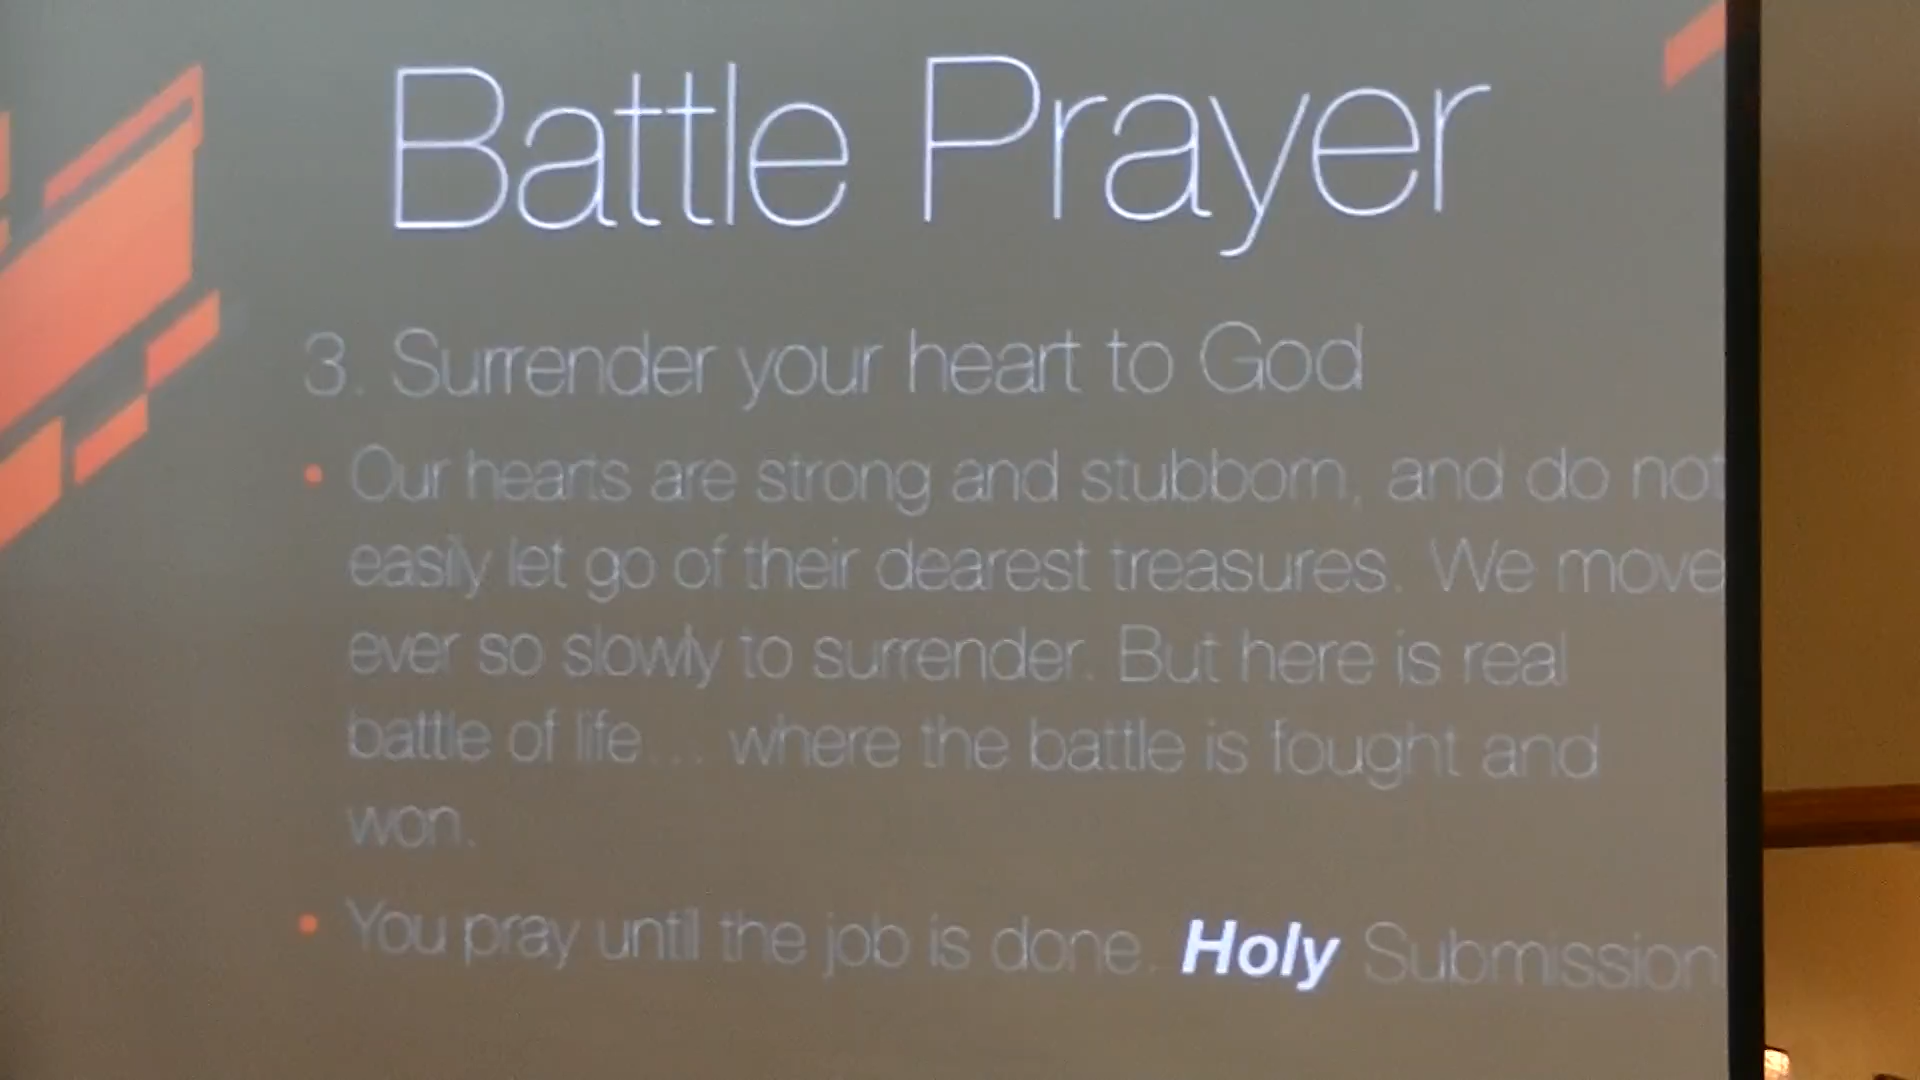 Battle Prayer
3. Surrender your heart to God
• Our hearts are strong and stubborn, and do not
easily let go of their dearest treasures. We move
ever so slowly to surrender. But here is real
battle of life... where the battle is fought and
won.
• You pray until the job is done. Holy Submission